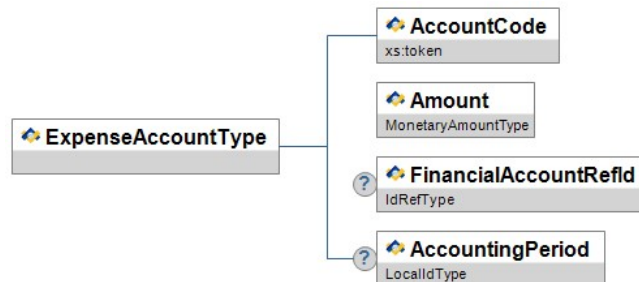 AccountCode
xs:token
Amount
MonetaryAmountType
ExpenseAccountType
? FinancialAccountRefId
IdRefType
? AccountingPeriod
LocalIdType